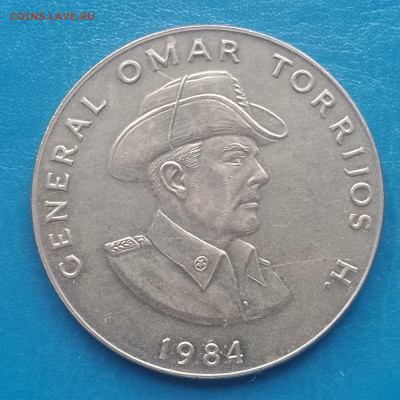 COINS.LAVE.RU
GENERAL OMAR TORRIJOS H.
1984